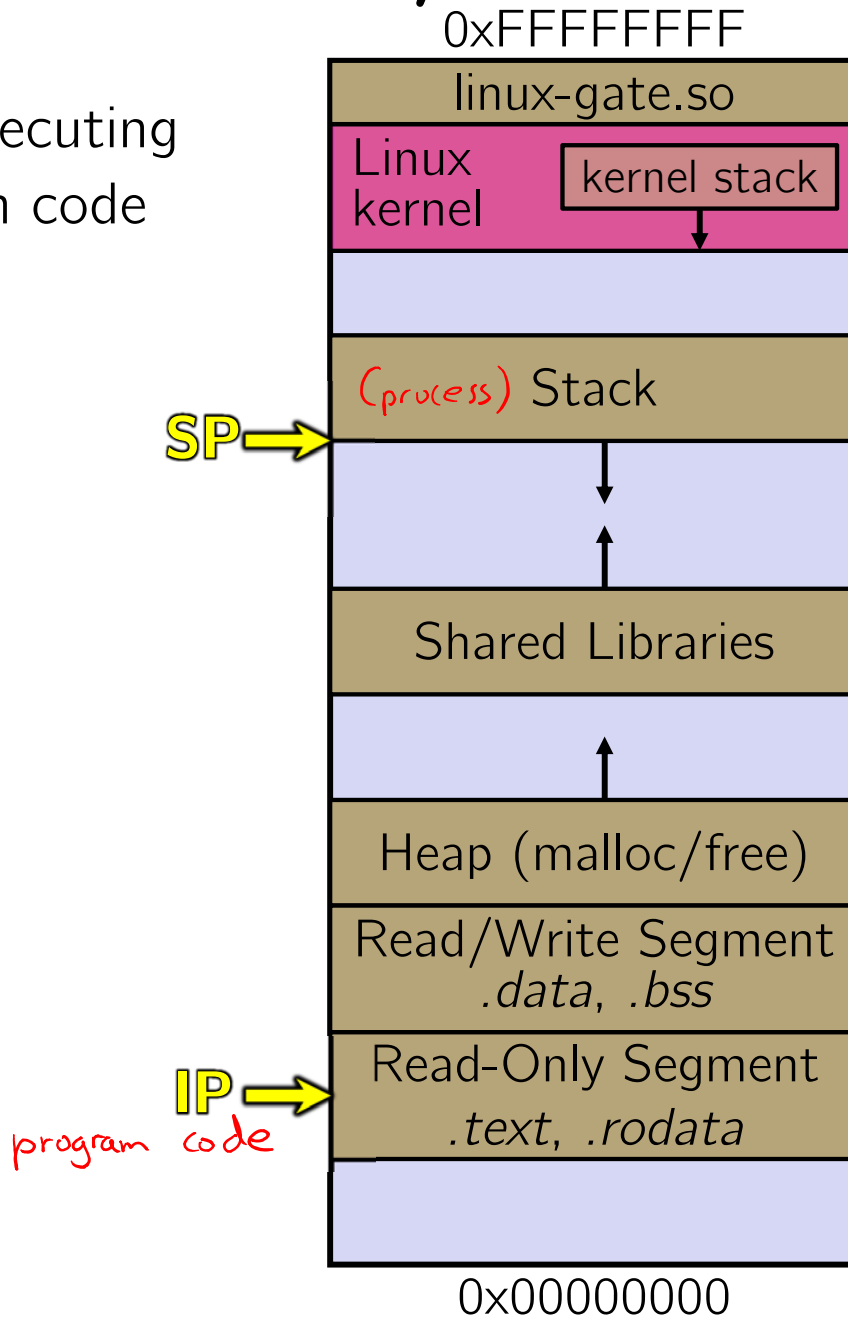 0xFFFFFFFF
linux-gate.so
ecuting
code
Linux
kernel
kernel stack
(process) Stack
SP
Shared Libraries
Heap (malloc/free)
Read/Write Segment
.data, .bss
IP
Read-Only Segment
.text, .rodata
program code
0x00000000